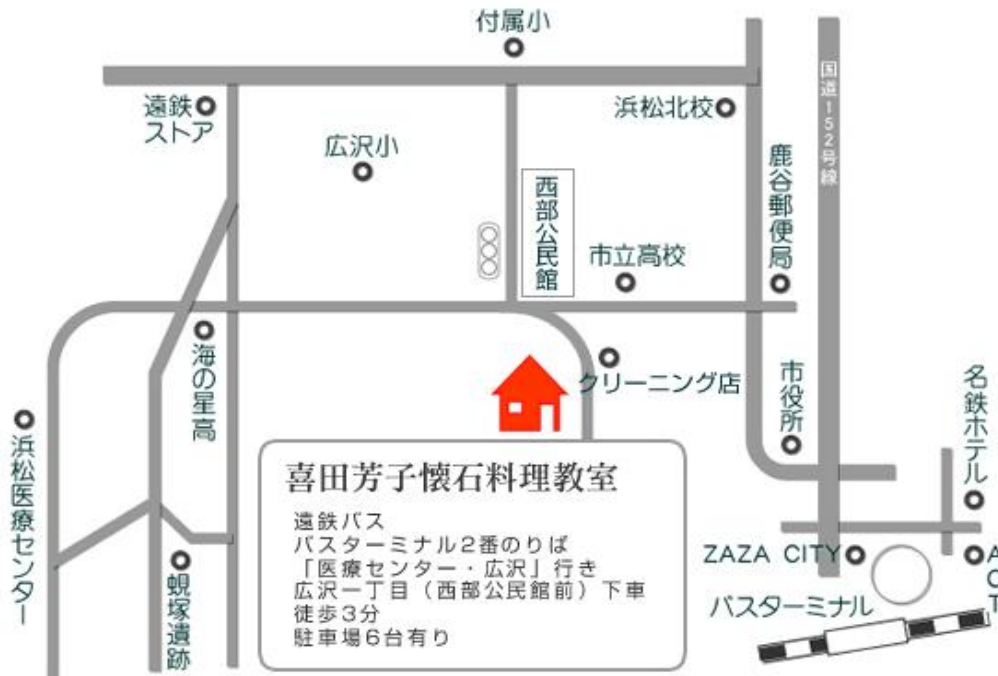 付属小
遠鉄
ストア
浜松北校
国道152号線
広沢小
鹿谷郵便局
西部公民館
市立高校
海の星高
クリーニング店
市役所
名鉄ホテル
浜松医療センター
喜田芳子懐石料理教室
遠鉄バス
バスターミナル2番のりば
「医療センター・広沢」行き
広沢一丁目（西部公民館前）下車
徒歩3分
駐車場6台有り
蜆塚遺跡
ZAZA CITY
バスターミナル
A
C
T